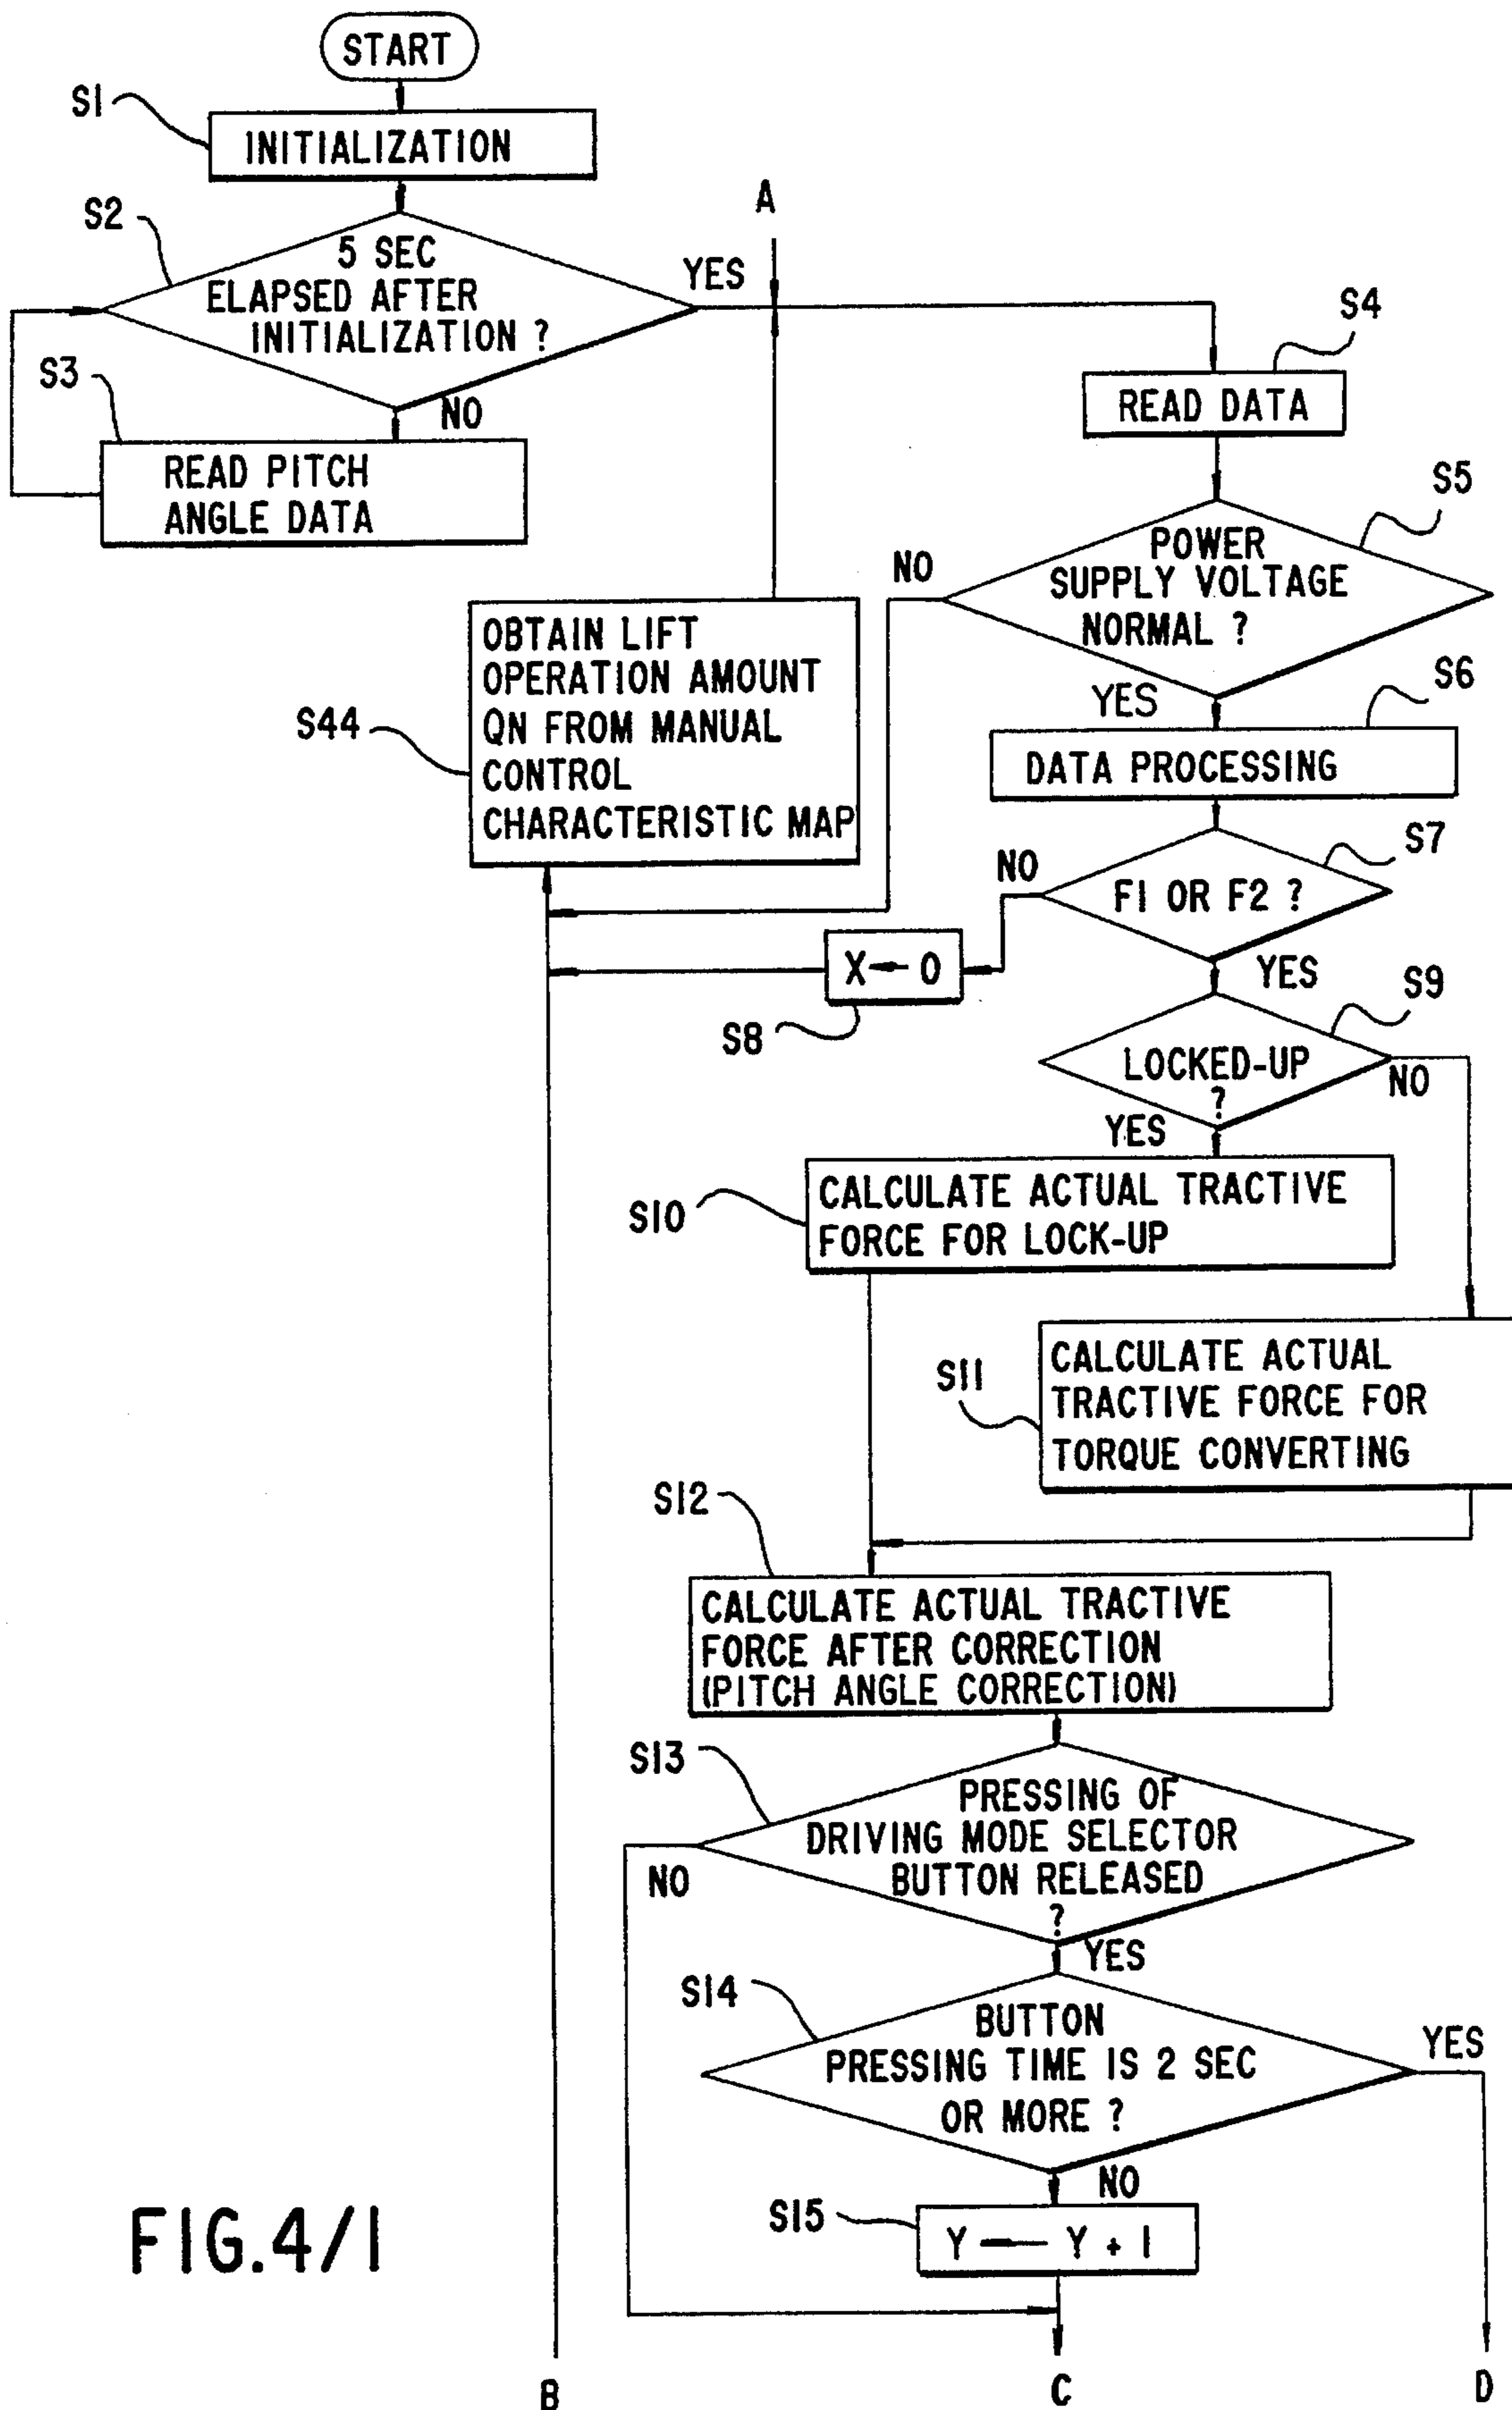 START
S1
INITIALIZATION
S2
5 SEC
ELAPSED AFTER
INITIALIZATION ?
YES
A
S3
NO
READ PITCH
ANGLE DATA
S4
READ DATA
S5
POWER
SUPPLY VOLTAGE
NORMAL ?
NO
YES
S44
OBTAIN LIFT
OPERATION AMOUNT
QN FROM MANUAL
CONTROL
CHARACTERISTIC MAP
S6
DATA PROCESSING
S7
F1 OR F2 ?
NO
YES
X ← 0
S8
S9
LOCKED-UP
?
NO
YES
S10
CALCULATE ACTUAL TRACTIVE
FORCE FOR LOCK-UP
S11
CALCULATE ACTUAL
TRACTIVE FORCE FOR
TORQUE CONVERTING
S12
CALCULATE ACTUAL TRACTIVE
FORCE AFTER CORRECTION
(PITCH ANGLE CORRECTION)
S13
PRESSING OF
DRIVING MODE SELECTOR
BUTTON RELEASED
?
NO
YES
S14
BUTTON
PRESSING TIME IS 2 SEC
OR MORE ?
YES
NO
S15
Y ← Y + 1
FIG.4/1
B
C
D